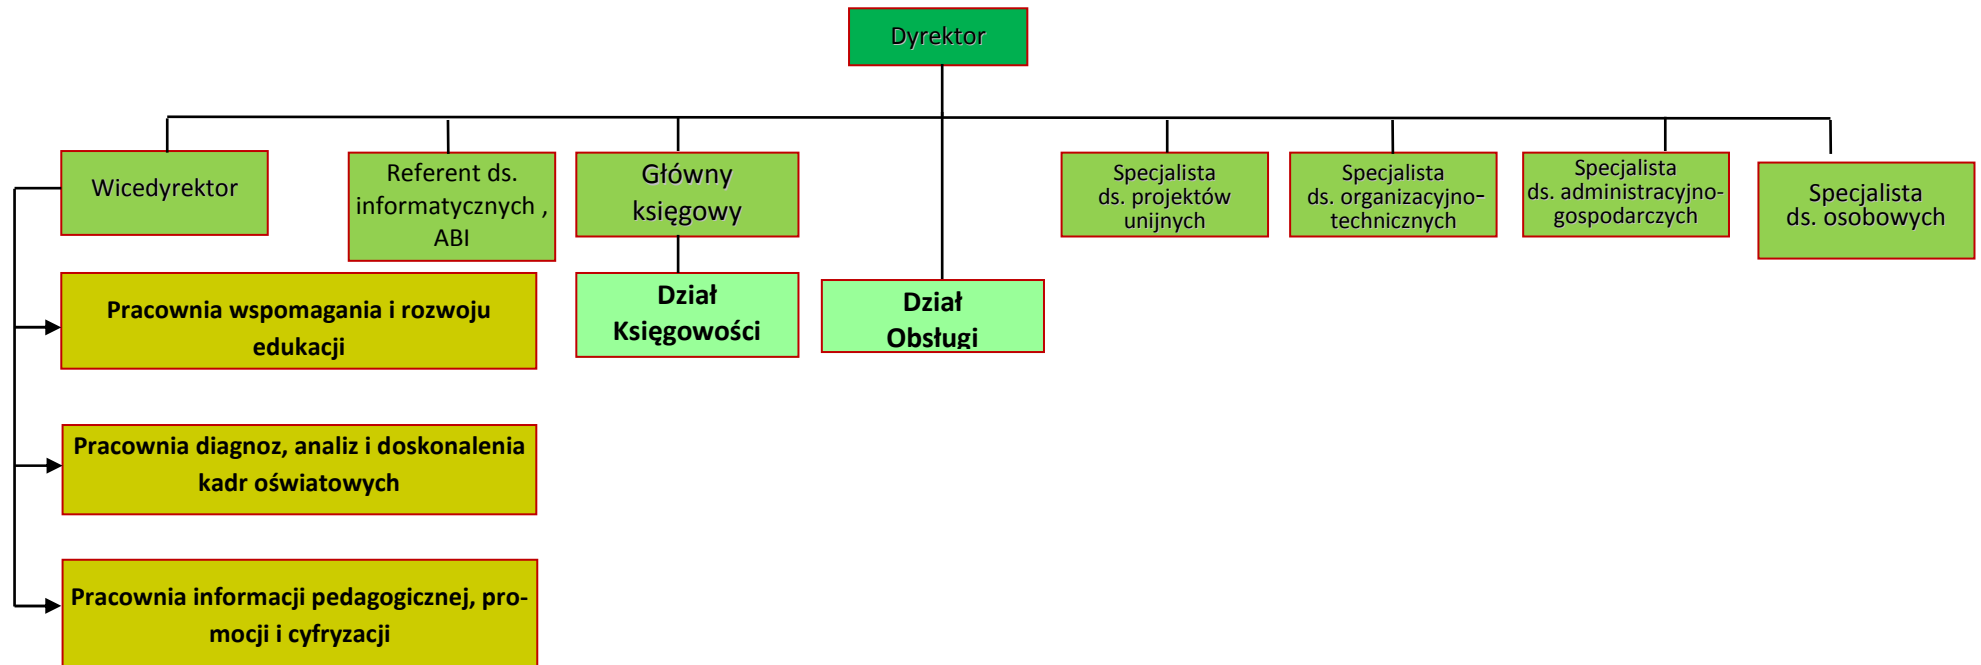 Dyrektor
Wicedyrektor
Referent ds.
informatycznych ,
ABI
Główny
księgowy
Specjalista
ds. projektów
unijnych
Specjalista
ds. organizacyjno-
technicznych
Specjalista
ds. administracyjno-
gospodarczych
Specjalista
ds. osobowych
Pracownia wspomagania i rozwoju
edukacji
Dział
Księgowości
Dział
Obsługi
Pracownia diagnoz, analiz i doskonalenia
kadr oświatowych
Pracownia informacji pedagogicznej, pro-
mocji i cyfryzacji